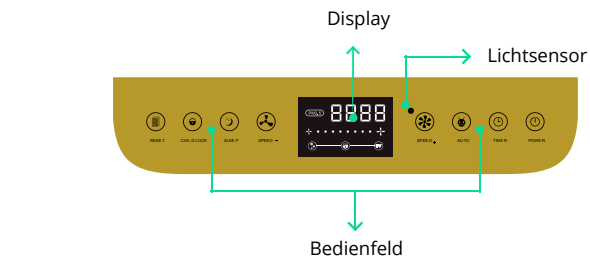 Display
Lichtsensor
8888
RESET CHILD LOCK SLEEP SPEED − SPEED + AUTO TIMER POWER
Bedienfeld